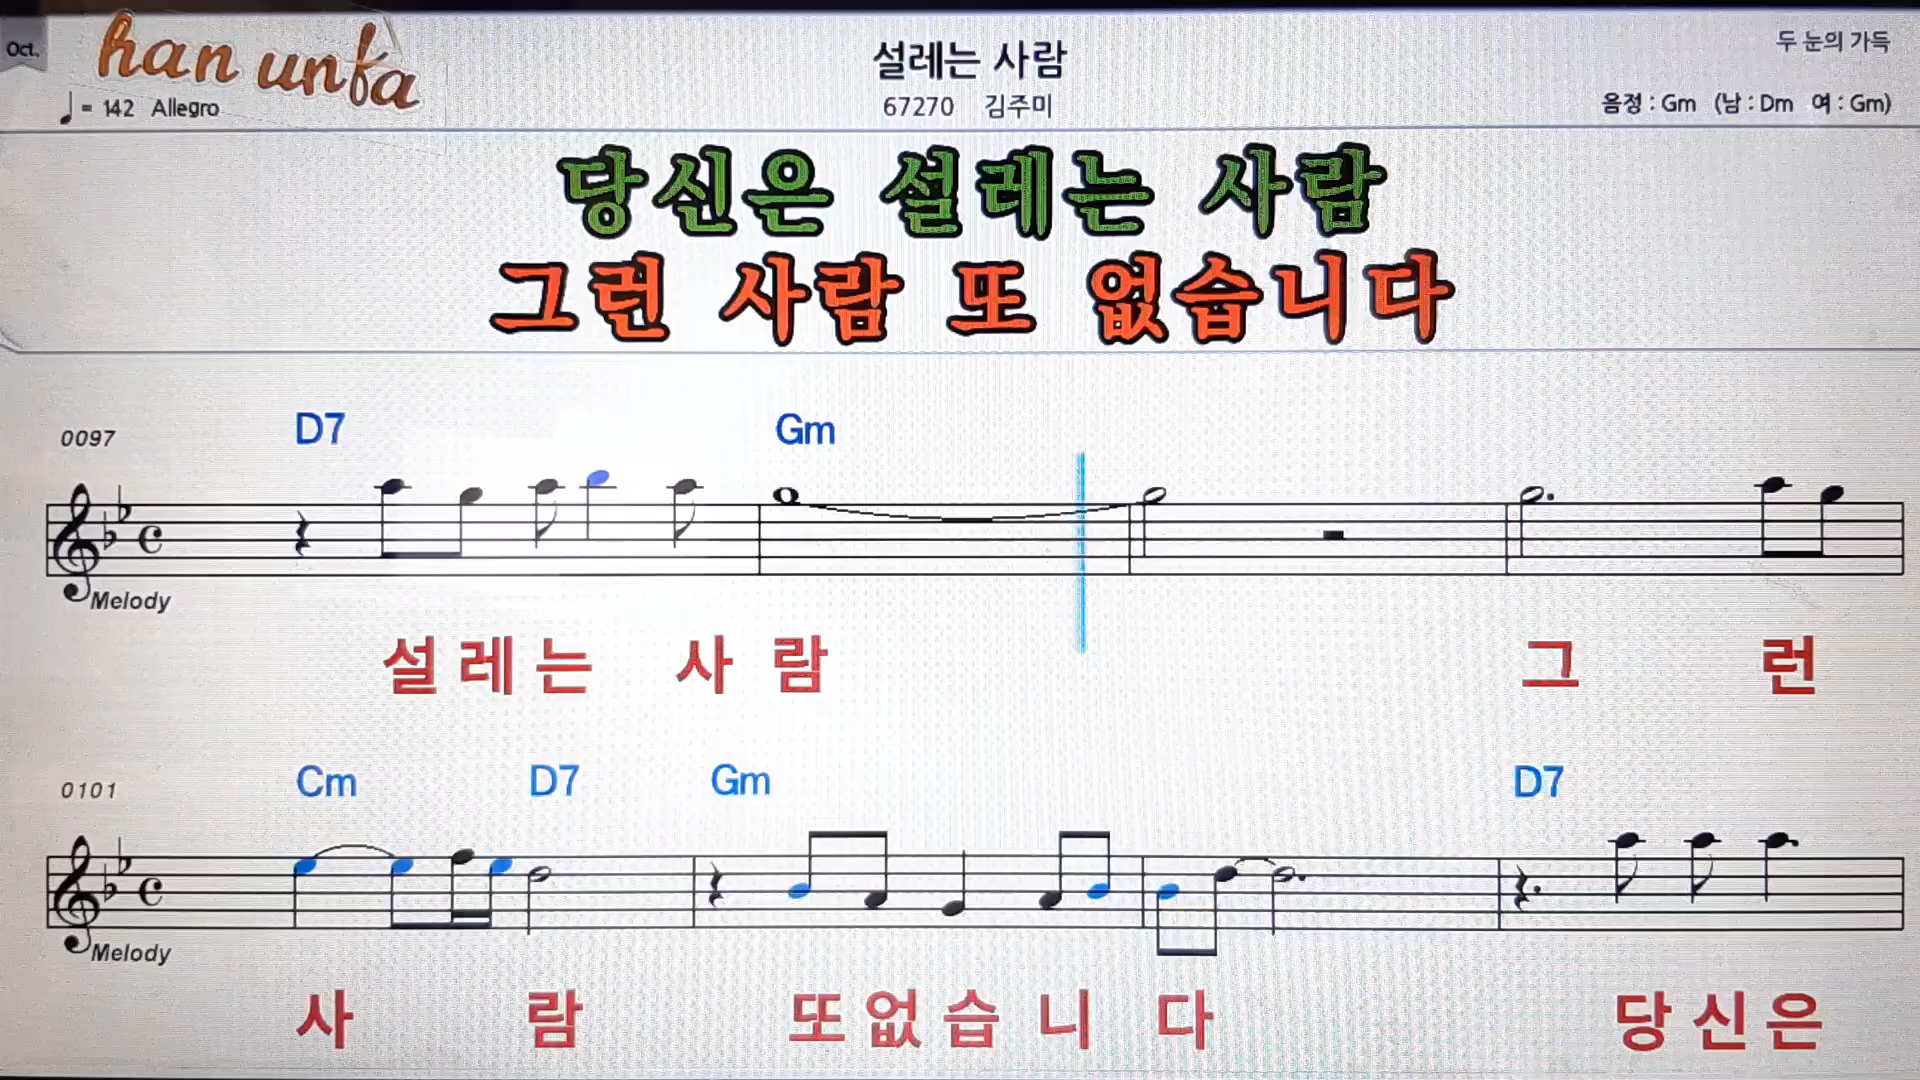 Oct.
han unfa
설레는 사람
두 눈의 가득
♩ = 142 Allegro
67270 김주미
음정 : Gm (남 : Dm 여 : Gm)
당신은 설레는 사람
그런 사람 또 없습니다
0097 D7 Gm
Melody
설레는 사람 그런
0101 Cm D7 Gm D7
Melody
사람 또없습니다 당신은